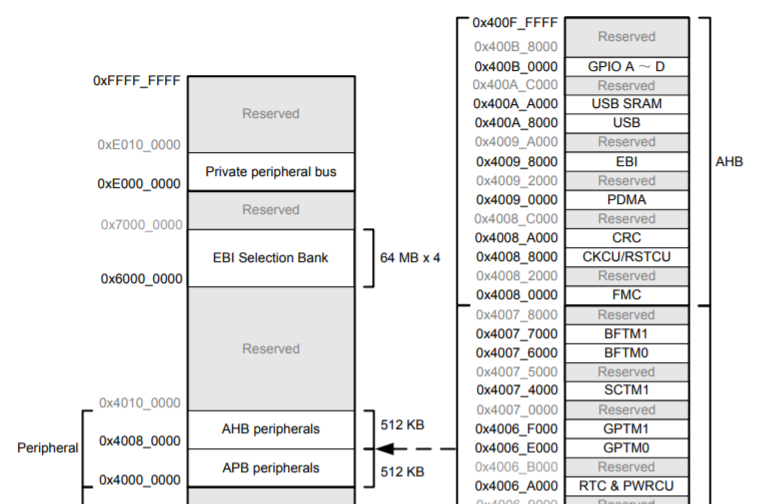 0xFFFF_FFFF
Reserved
0xE010_0000
Private peripheral bus
0xE000_0000
Reserved
0x7000_0000
EBI Selection Bank
64 MB x 4
0x6000_0000
Reserved
0x4010_0000
AHB peripherals
512 KB
Peripheral
0x4008_0000
APB peripherals
512 KB
0x4000_0000
0x400F_FFFF
Reserved
0x400B_8000
0x400B_0000 GPIO A ～ D
0x400A_C000 Reserved
0x400A_A000 USB SRAM
0x400A_8000 USB
0x4009_A000 Reserved
0x4009_8000 EBI
AHB
0x4009_2000 Reserved
0x4009_0000 PDMA
0x4008_C000 Reserved
0x4008_A000 CRC
0x4008_8000 CKCU/RSTCU
0x4008_2000 Reserved
0x4008_0000 FMC
0x4007_8000 Reserved
0x4007_7000 BFTM1
0x4007_6000 BFTM0
0x4007_5000 Reserved
0x4007_4000 SCTM1
0x4007_0000 Reserved
0x4006_F000 GPTM1
0x4006_E000 GPTM0
0x4006_B000 Reserved
0x4006_A000 RTC & PWRCU